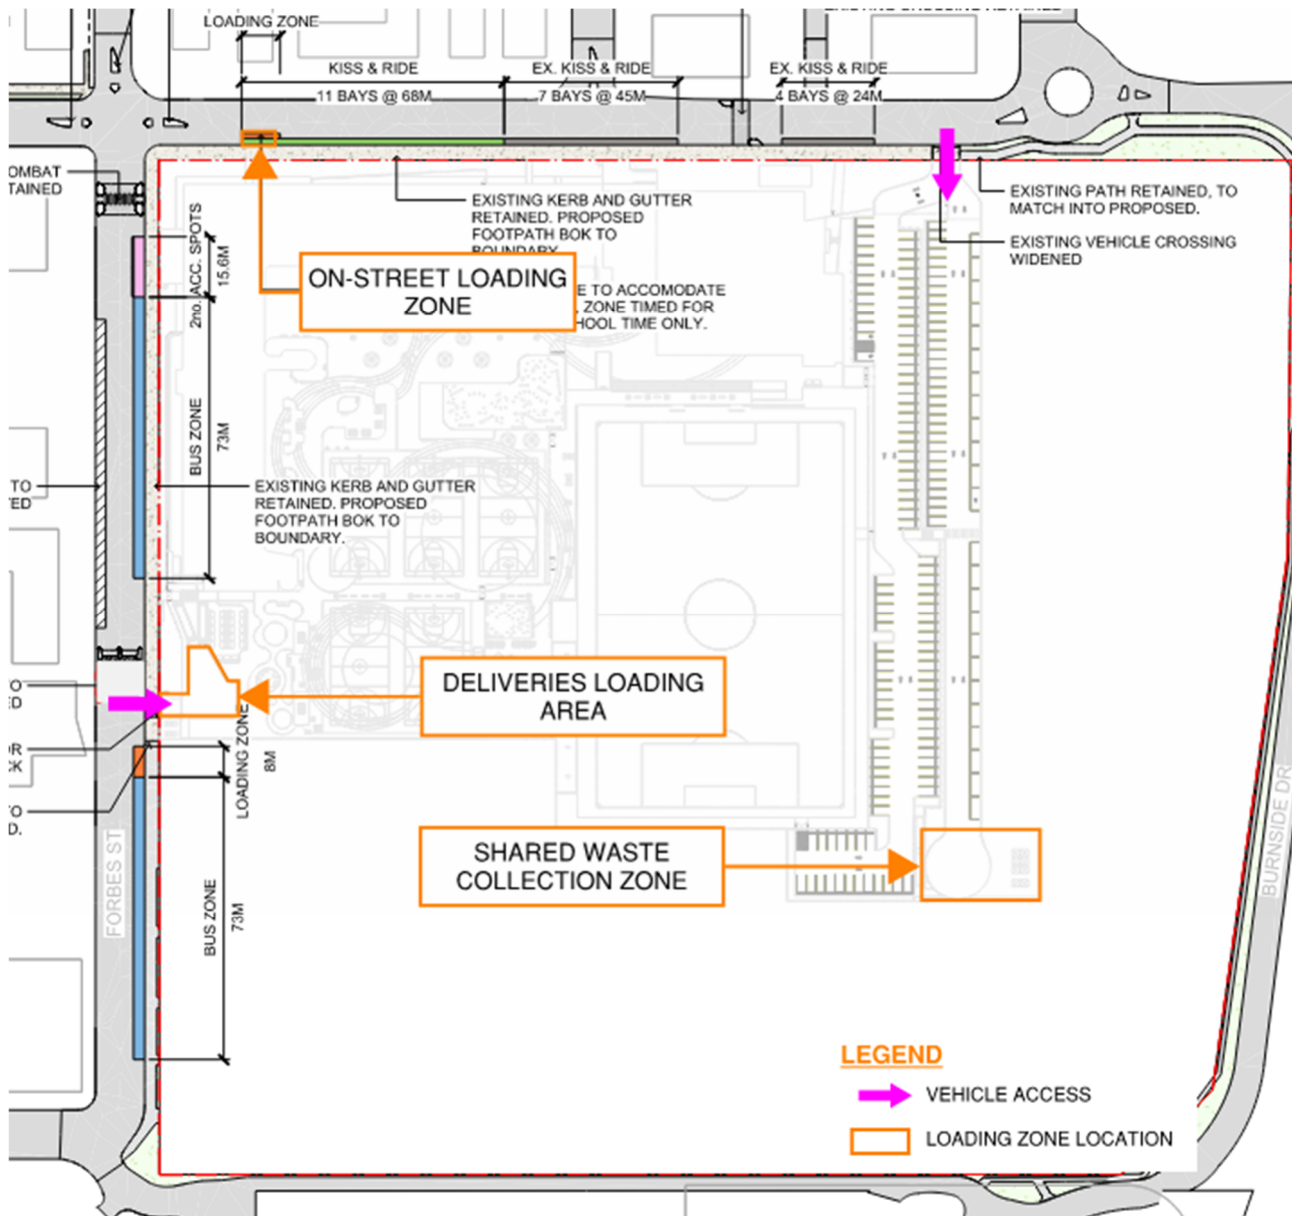 LOADING ZONE
KISS & RIDE
11 BAYS @ 68M
EX. KISS & RIDE
7 BAYS @ 45M
EX. KISS & RIDE
4 BAYS @ 24M
OMBAT
TAINED
2no. ACC. SPOTS
15.6M
EXISTING KERB AND GUTTER
RETAINED. PROPOSED
FOOTPATH BOK TO
BOUNDARY
ON-STREET LOADING
ZONE
E TO ACCOMODATE
ZONE TIMED FOR
HOOL TIME ONLY.
EXISTING PATH RETAINED, TO
MATCH INTO PROPOSED.
EXISTING VEHICLE CROSSING
WIDENED
BUS ZONE
73M
TO
ED
EXISTING KERB AND GUTTER
RETAINED. PROPOSED
FOOTPATH BOK TO
BOUNDARY.
DELIVERIES LOADING
AREA
O
ED
OR
CK
TO
D.
LOADING ZONE
8M
SHARED WASTE
COLLECTION ZONE
FORBES ST
BUS ZONE
73M
BURNSIDE DR
LEGEND
VEHICLE ACCESS
LOADING ZONE LOCATION